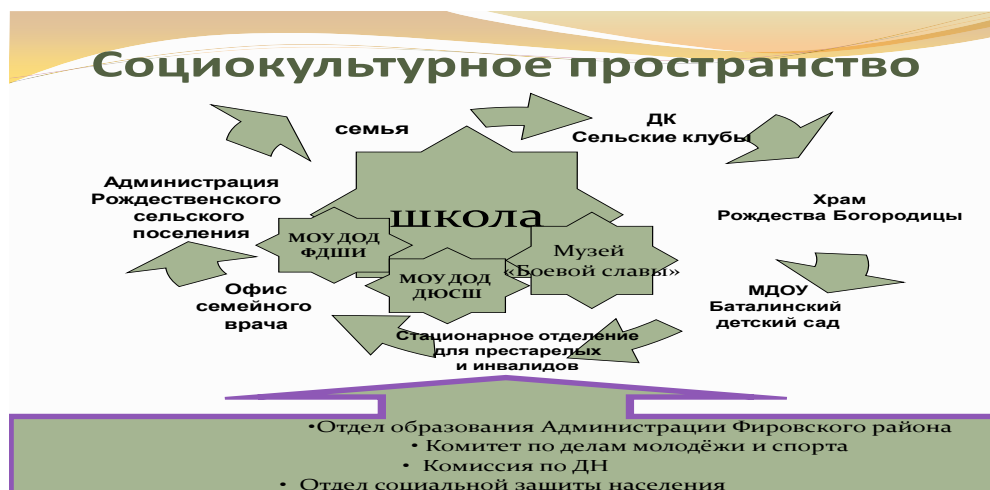 Социокультурное пространство
семья
ДК
Сельские клубы
Администрация
Рождественского
сельского
поселения
Храм
Рождества Богородицы
школа
МОУ ДОД
ФДШИ
Музей
«Боевой славы»
МОУ ДОД
ДЮСШ
Офис
семейного
врача
МДОУ
Баталинский
детский сад
Стационарное отделение
для престарелых
и инвалидов
•Отдел образования Администрации Фировского района
• Комитет по делам молодёжи и спорта
• Комиссия по ДН
• Отдел социальной защиты населения